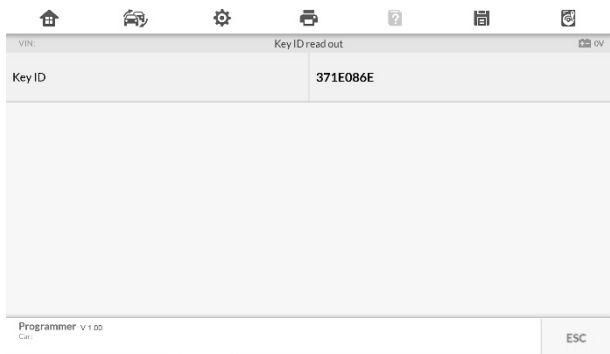 VIN: Key ID read out 0V
Key ID 371E086E
Programmer V 1.00
Car:
ESC